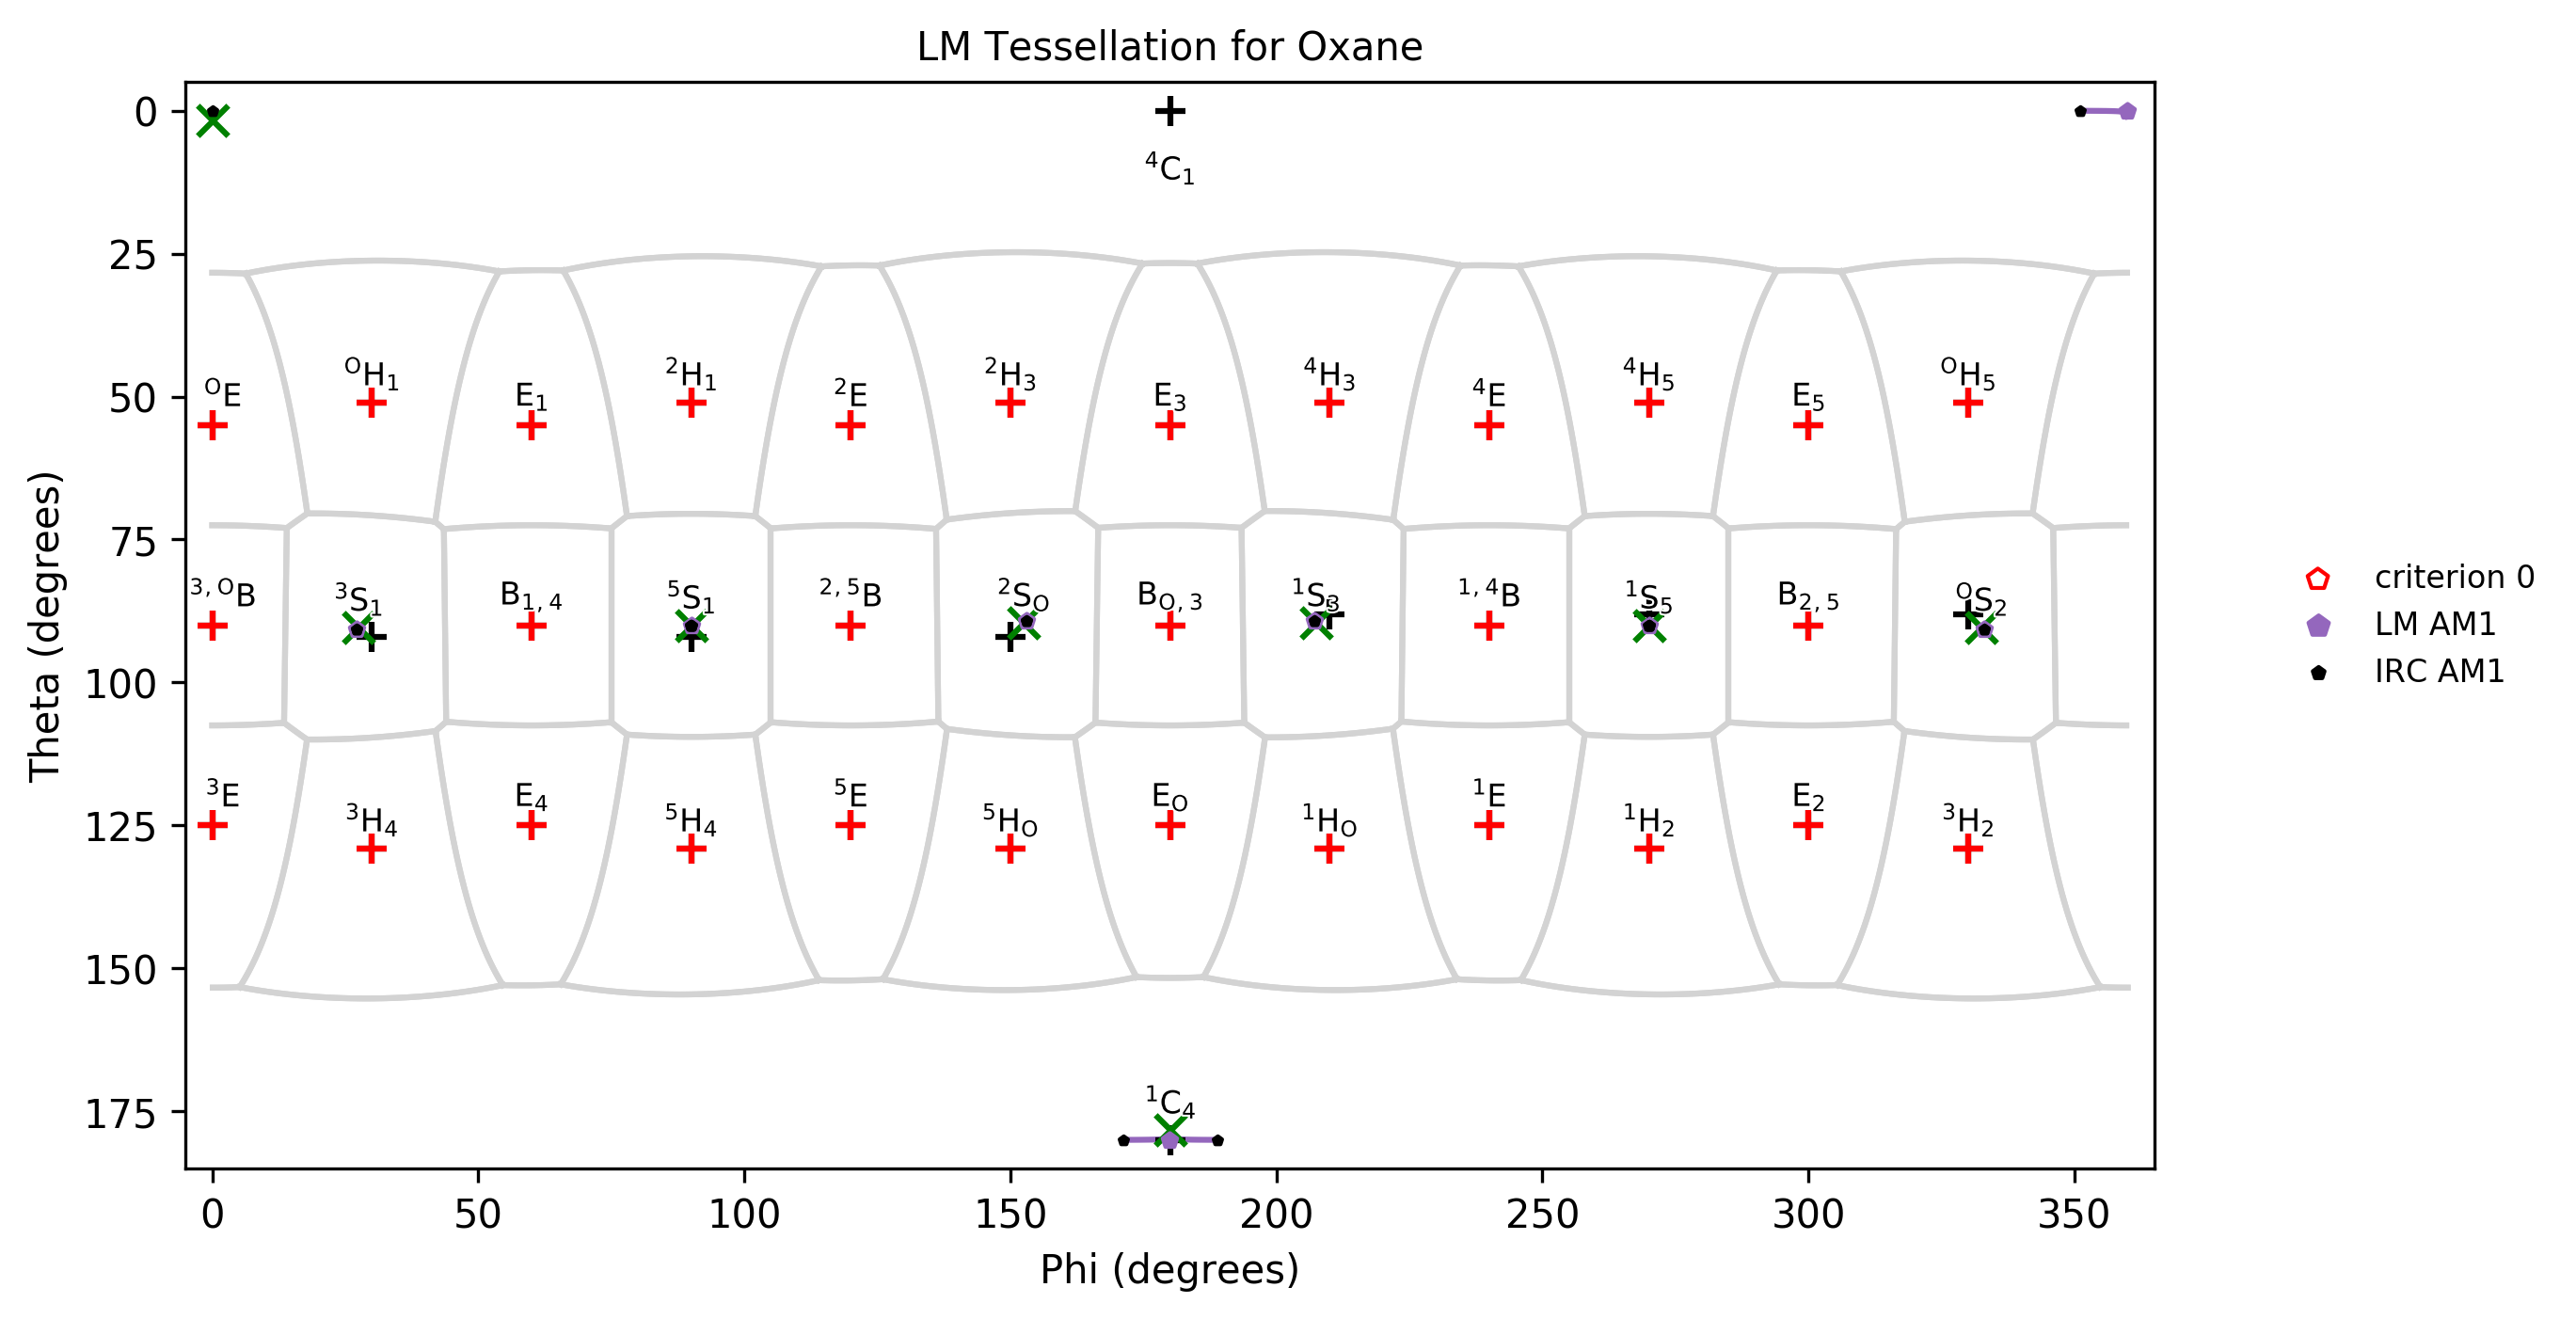 LM Tessellation for Oxane
Theta (degrees)
0
25
50
75
100
125
150
175
⁴C₁
ᴼE ᴼH₁ E₁ ²H₁ ²E ²H₃ E₃ ⁴H₃ ⁴E ⁴H₅ E₅ ᴼH₅
³,ᴼB ³S₁ B₁,₄ ⁵S₁ ²,⁵B ²Sₒ Bₒ,₃ ¹S₃ ¹,⁴B ¹S₅ B₂,₅ ᴼS₂
³E ³H₄ E₄ ⁵H₄ ⁵E ⁵Hₒ Eₒ ¹Hₒ ¹E ¹H₂ E₂ ³H₂
¹C₄
0 50 100 150 200 250 300 350
Phi (degrees)
criterion 0
LM AM1
IRC AM1